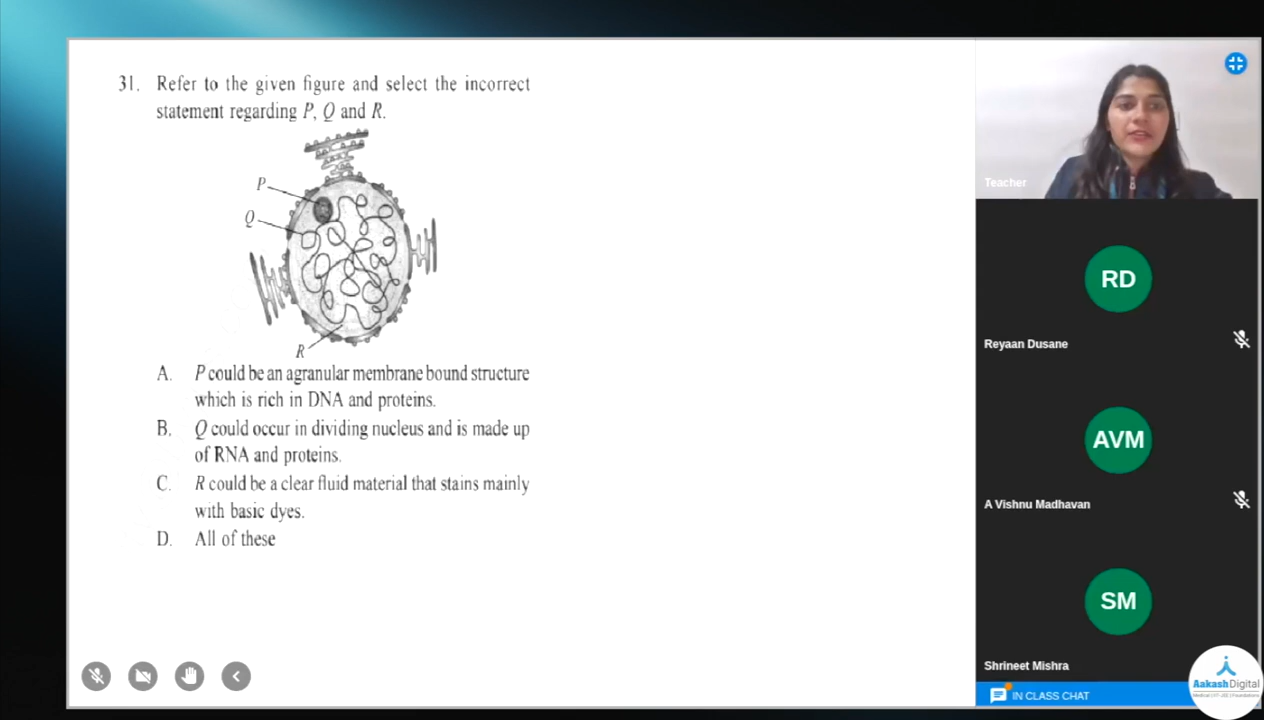 31. Refer to the given figure and select the incorrect
statement regarding P, Q and R.
P
Q
R
A. P could be an agranular membrane bound structure
which is rich in DNA and proteins.
B. Q could occur in dividing nucleus and is made up
of RNA and proteins.
C. R could be a clear fluid material that stains mainly
with basic dyes.
D. All of these
Teacher
RD
Reyaan Dusane
AVM
A Vishnu Madhavan
SM
Shrineet Mishra
IN CLASS CHAT
AakashDigital